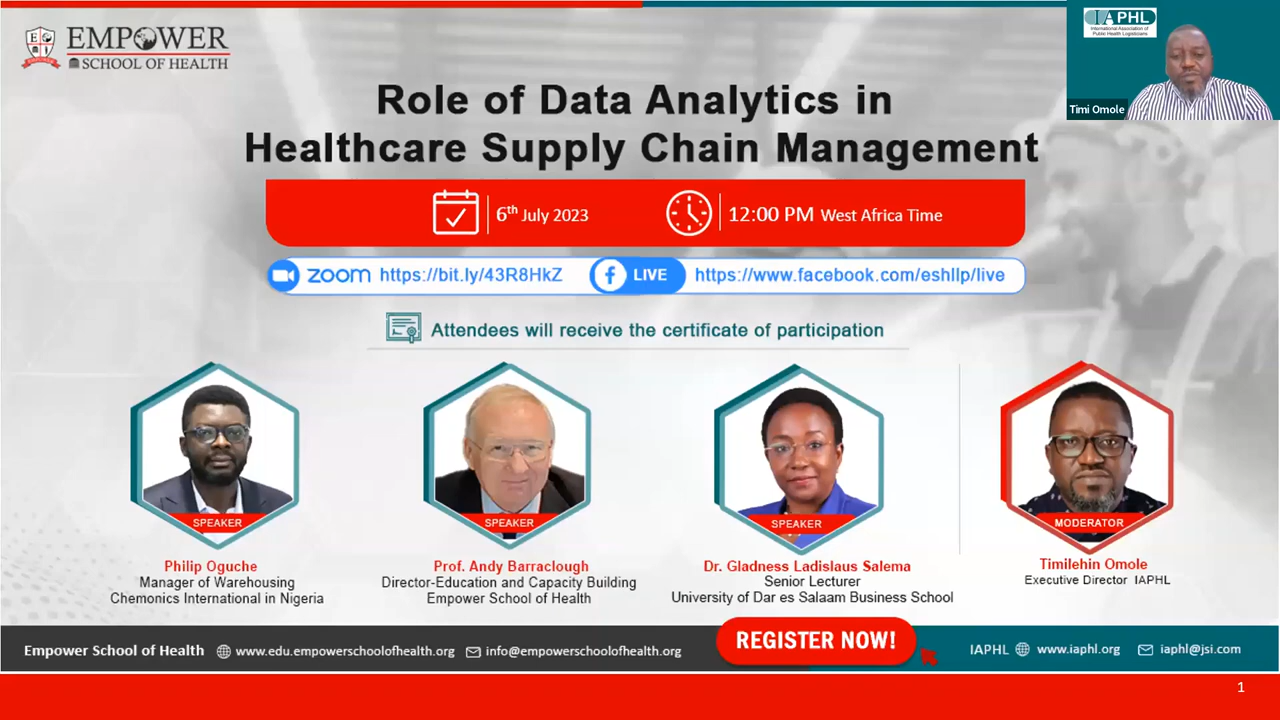 EMPOWER
SCHOOL OF HEALTH
IAPHL
International Association of
Public Health Logisticians
Timi Omole
Role of Data Analytics in
Healthcare Supply Chain Management
6th July 2023
12:00 PM West Africa Time
zoom https://bit.ly/43R8HkZ
LIVE https://www.facebook.com/eshllp/live
Attendees will receive the certificate of participation
SPEAKER
Philip Oguche
Manager of Warehousing
Chemonics International in Nigeria
SPEAKER
Prof. Andy Barraclough
Director-Education and Capacity Building
Empower School of Health
SPEAKER
Dr. Gladness Ladislaus Salema
Senior Lecturer
University of Dar es Salaam Business School
MODERATOR
Timilehin Omole
Executive Director IAPHL
Empower School of Health www.edu.empowerschoolofhealth.org info@empowerschoolofhealth.org
REGISTER NOW!
IAPHL www.iaphl.org iaphl@jsi.com
1